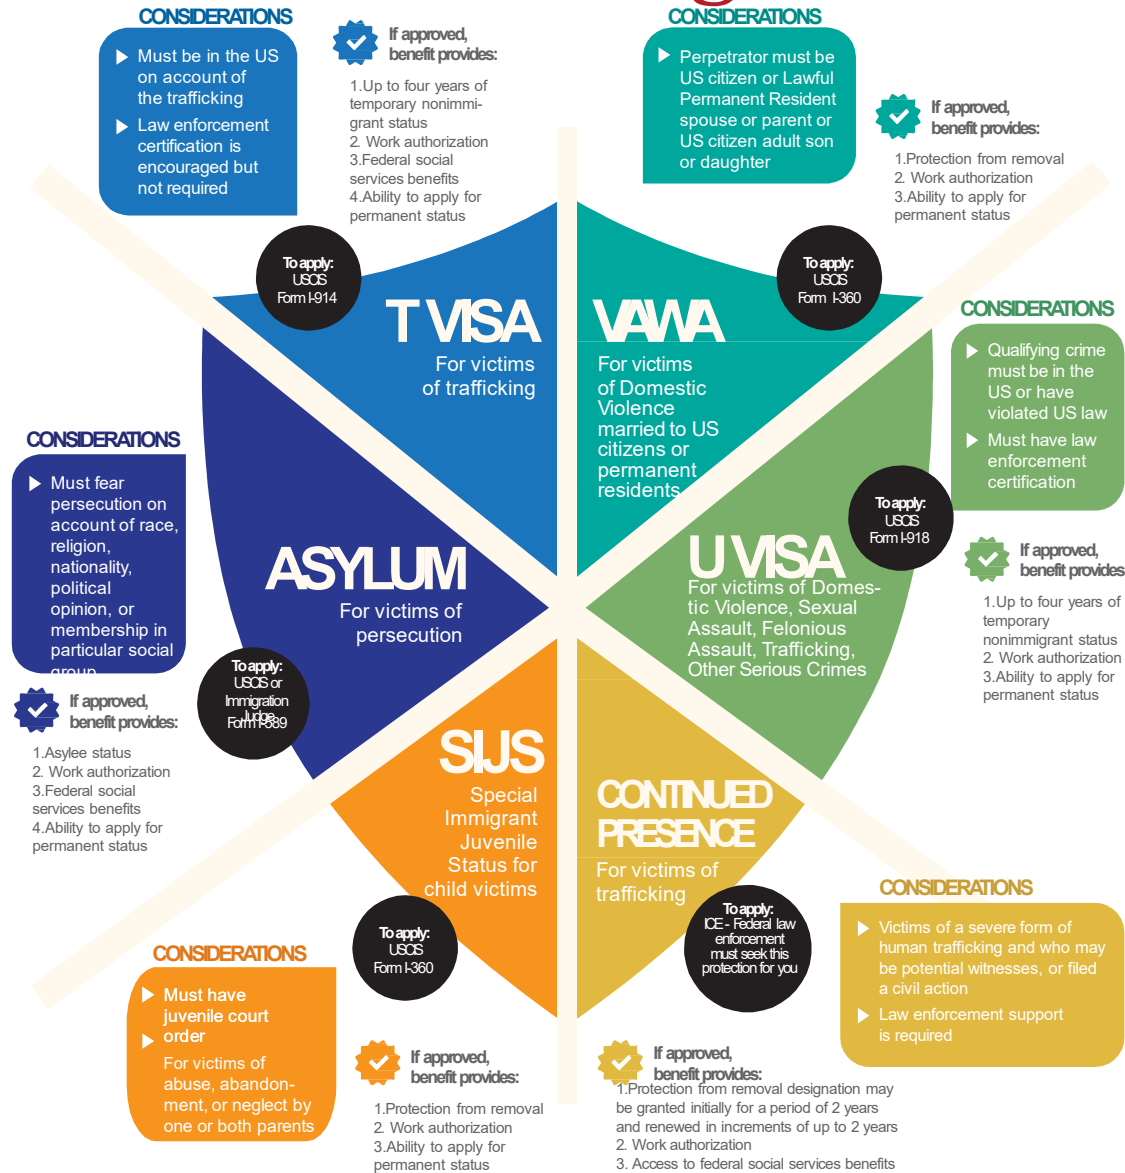 CONSIDERATIONS
Must be in the US
on account of
the trafficking
Law enforcement
certification is
encouraged but
not required
If approved,
benefit provides:
1.Up to four years of
temporary nonimmi-
grant status
2. Work authorization
3.Federal social
services benefits
4.Ability to apply for
permanent status
To apply:
USCIS
Form I-914
T VISA
For victims
of trafficking
CONSIDERATIONS
Perpetrator must be
US citizen or Lawful
Permanent Resident
spouse or parent or
US citizen adult son
or daughter
If approved,
benefit provides:
1.Protection from removal
2. Work authorization
3.Ability to apply for
permanent status
To apply:
USCIS
Form I-360
VAWA
For victims
of Domestic
Violence
married to US
citizens or
permanent
residents
CONSIDERATIONS
Qualifying crime
must be in the
US or have
violated US law
Must have law
enforcement
certification
To apply:
USCIS
Form I-918
If approved,
benefit provides
1.Up to four years of
temporary
nonimmigrant status
2. Work authorization
3.Ability to apply for
permanent status
U VISA
For victims of Domes-
tic Violence, Sexual
Assault, Felonious
Assault, Trafficking,
Other Serious Crimes
CONSIDERATIONS
Must fear
persecution on
account of race,
religion,
nationality,
political
opinion, or
membership in
particular social
group
ASYLUM
For victims of
persecution
To apply:
USCIS or
Immigration
Judge
Form I-589
If approved,
benefit provides:
1.Asylee status
2. Work authorization
3.Federal social
services benefits
4.Ability to apply for
permanent status
SIJS
Special
Immigrant
Juvenile
Status for
child victims
To apply:
USCIS
Form I-360
CONSIDERATIONS
Must have
juvenile court
order
For victims of
abuse, abandon-
ment, or neglect by
one or both parents
If approved,
benefit provides:
1.Protection from removal
2. Work authorization
3.Ability to apply for
permanent status
CONTINUED
PRESENCE
For victims of
trafficking
To apply:
ICE - Federal law
enforcement
must seek this
protection for you
CONSIDERATIONS
Victims of a severe form of
human trafficking and who may
be potential witnesses, or filed
a civil action
Law enforcement support
is required
If approved,
benefit provides:
1.Protection from removal designation may
be granted initially for a period of 2 years
and renewed in increments of up to 2 years
2. Work authorization
3. Access to federal social services benefits